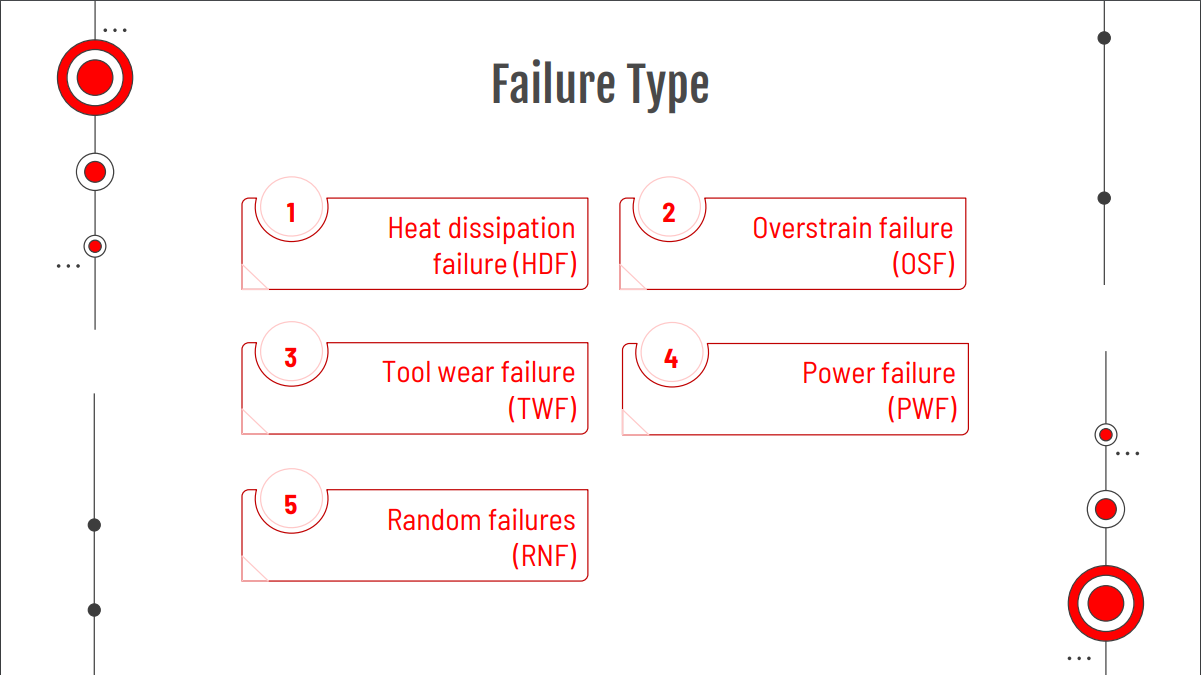 Failure Type
1
Heat dissipation
failure (HDF)
2
Overstrain failure
(OSF)
3
Tool wear failure
(TWF)
4
Power failure
(PWF)
5
Random failures
(RNF)